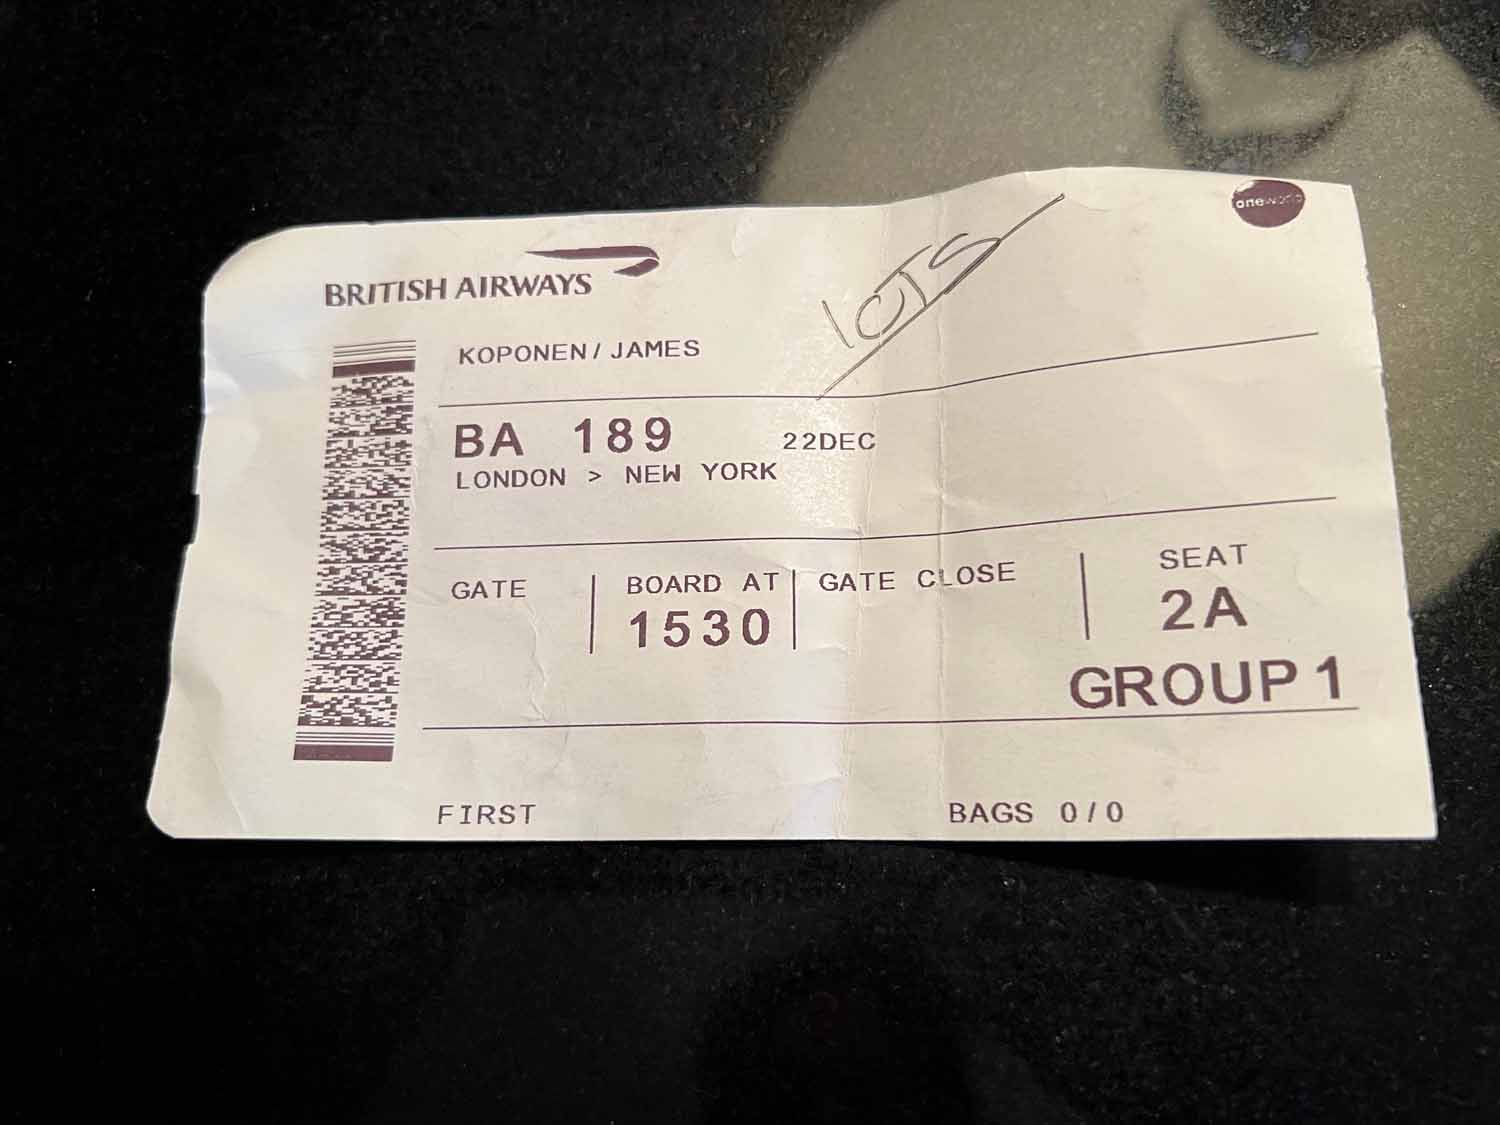 BRITISH AIRWAYS
oneworld
ICTS
KOPONEN/JAMES
BA 189 22DEC
LONDON > NEW YORK
GATE BOARD AT GATE CLOSE SEAT
1530 2A
GROUP 1
FIRST BAGS 0/0